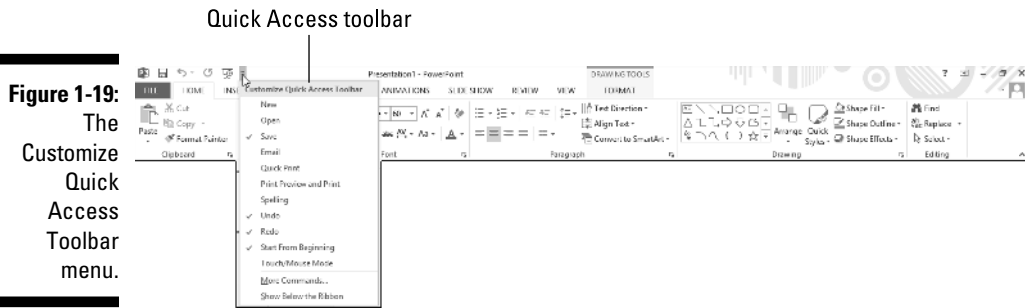 Quick Access toolbar
Figure 1-19:
The
Customize
Quick
Access
Toolbar
menu.
Presentation1 - PowerPoint
DRAWING TOOLS
?
FILE HOME INS ANIMATIONS SLIDE SHOW REVIEW VIEW FORMAT
Customize Quick Access Toolbar
New
Open
Save
Email
Quick Print
Print Preview and Print
Spelling
Undo
Redo
Start From Beginning
Touch/Mouse Mode
More Commands...
Show Below the Ribbon
Paste
Cut
Copy
Format Painter
Clipboard
60
Aa
Font
Text Direction
Align Text
Convert to SmartArt
Paragraph
Arrange
Quick
Styles
Shape Fill
Shape Outline
Shape Effects
Drawing
Find
Replace
Select
Editing